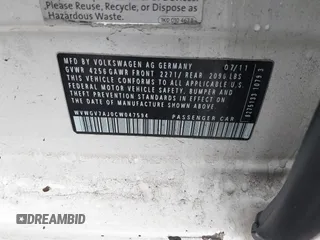 Please Reuse, Recycle, or Dispose as
Hazardous Waste.
MFD BY VOLKSWAGEN AG GERMANY 07/11
GVWR 4256 GAWR FRONT 2271/ REAR 2096 LBS
THIS VEHICLE CONFORMS TO ALL APPLICABLE
FEDERAL MOTOR VEHICLE SAFETY, BUMPER, AND
THEFT PREVENTION STANDARDS IN EFFECT ON THE
DATE OF MANUFACTURE SHOWN ABOVE
WVWGV7AJ0CW047594 PASSENGER CAR
DREAMBID